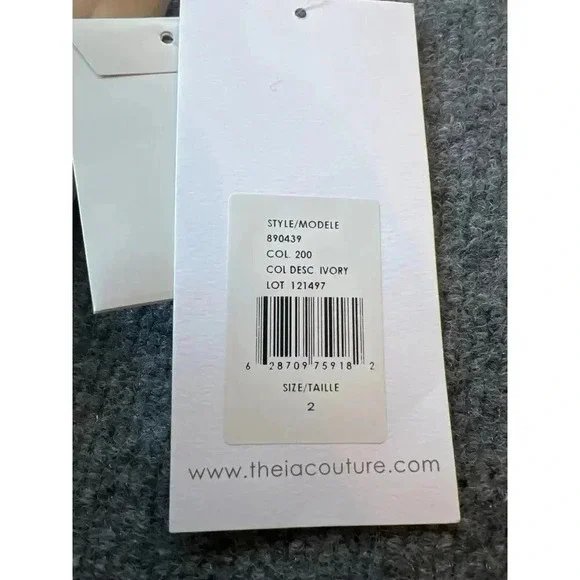 STYLE/MODELE
890439
COL. 200
COL DESC IVORY
LOT 121497
6 28709 75918 2
SIZE/TAILLE
2
www.theiacouture.com